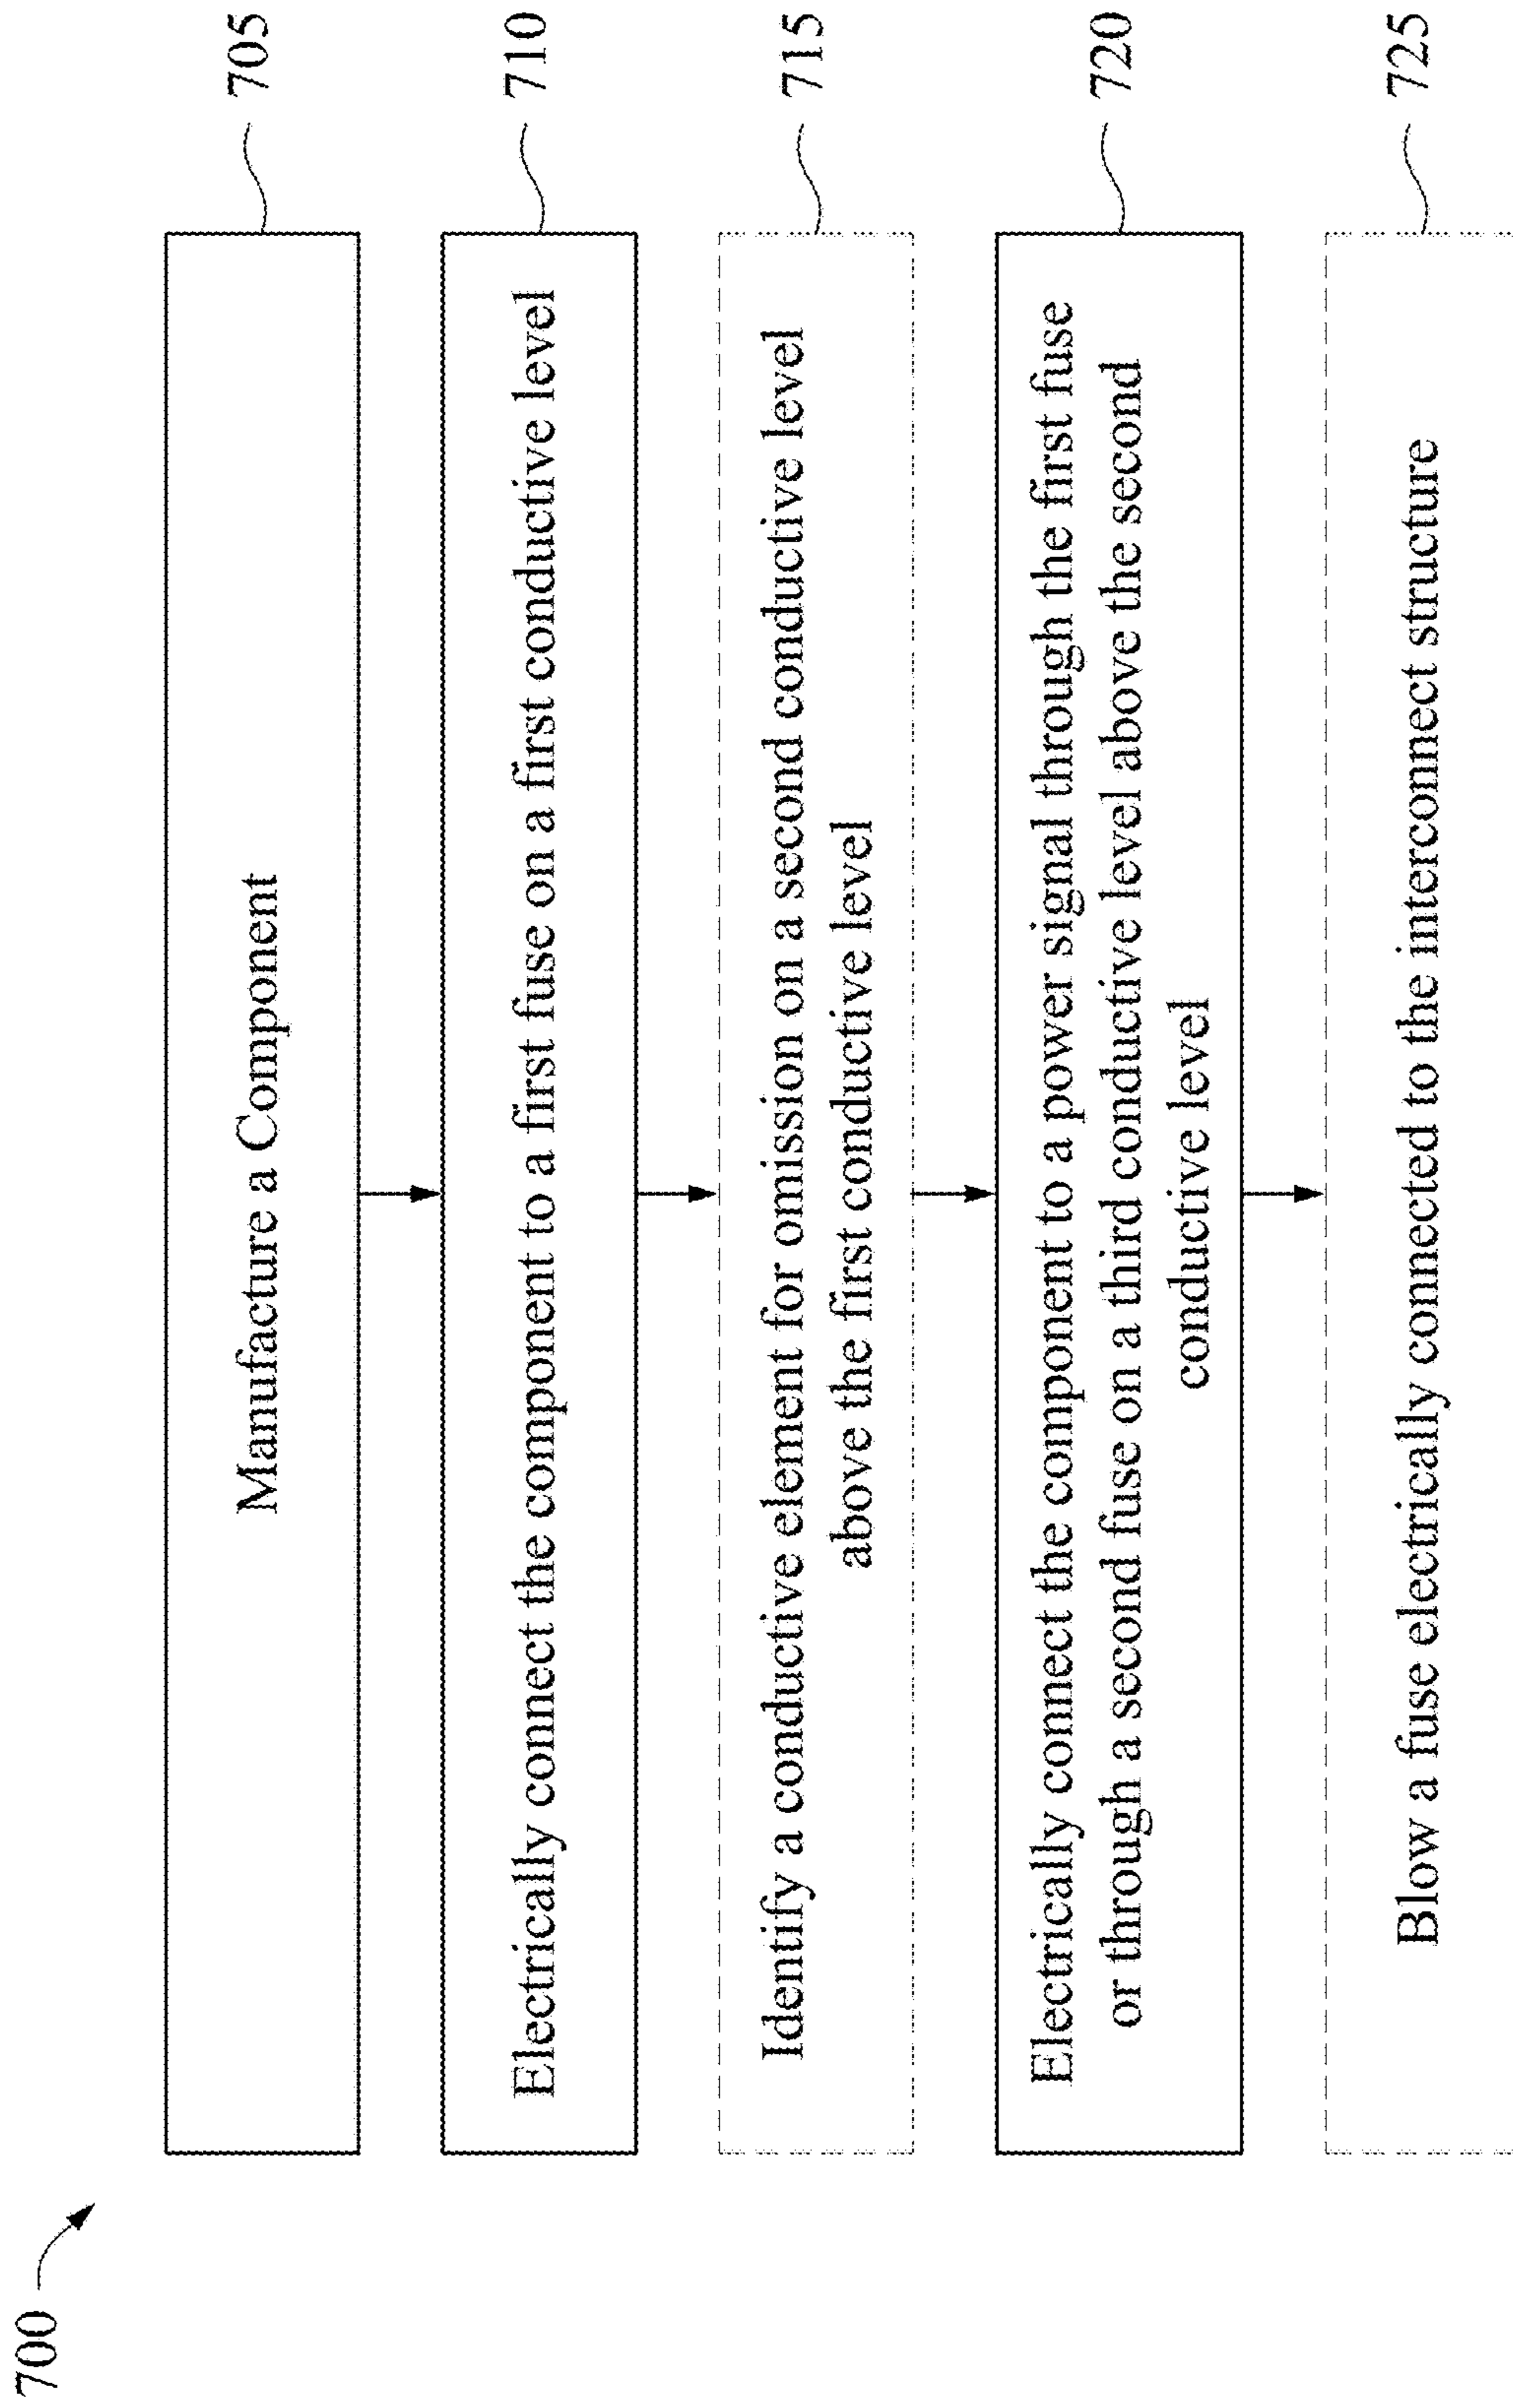 700
Manufacture a Component
705
Electrically connect the component to a first fuse on a first conductive level
710
Identify a conductive element for omission on a second conductive level
above the first conductive level
715
Electrically connect the component to a power signal through the first fuse
or through a second fuse on a third conductive level above the second
conductive level
720
Blow a fuse electrically connected to the interconnect structure
725